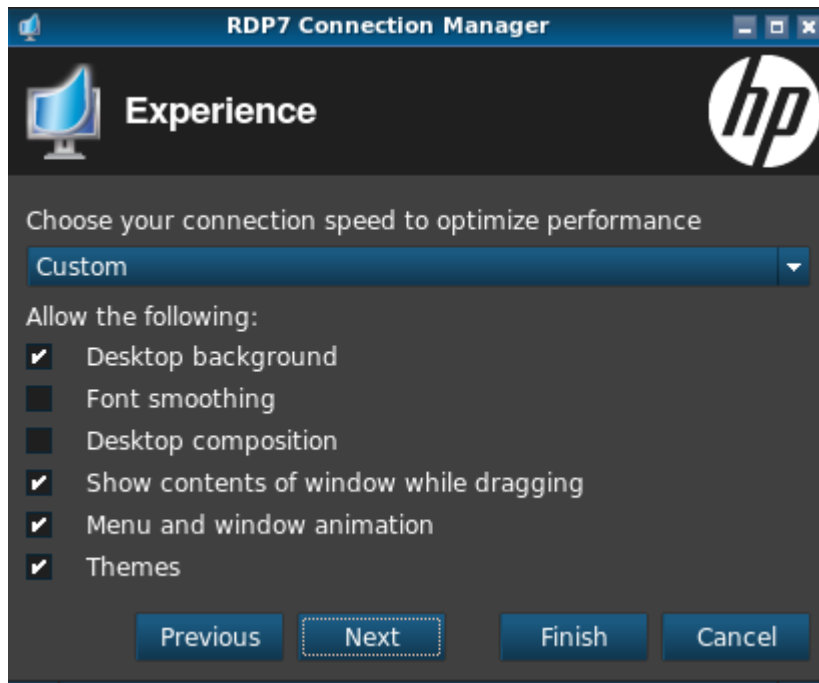 RDP7 Connection Manager
Experience
hp
Choose your connection speed to optimize performance
Custom
Allow the following:
Desktop background
Font smoothing
Desktop composition
Show contents of window while dragging
Menu and window animation
Themes
Previous Next Finish Cancel